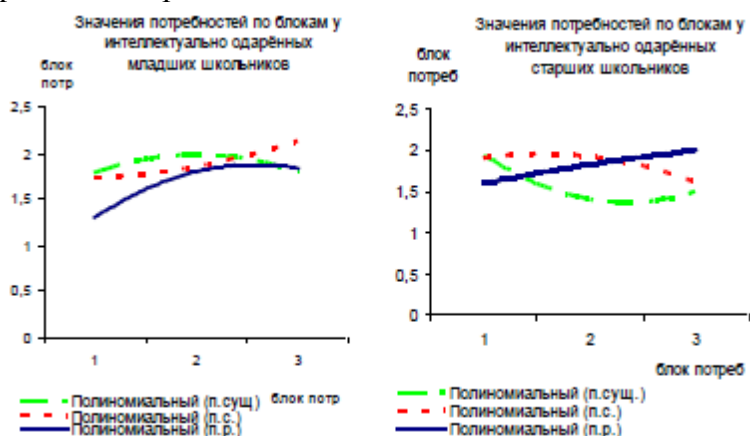 Значения потребностей по блокам у
интеллектуально одарённых
младших школьников
блок
потр
2,5
2
1,5
1
0,5
0
1 2 3
блок потр
Полиномиальный (п.сущ.)
Полиномиальный (п.с.)
Полиномиальный (п.р.)
Значения потребностей по блокам у
интеллектуально одарённых
старших школьников
блок
потреб
2,5
2
1,5
1
0,5
0
1 2 3
блок потреб
Полиномиальный (п.сущ.)
Полиномиальный (п.с.)
Полиномиальный (п.р.)